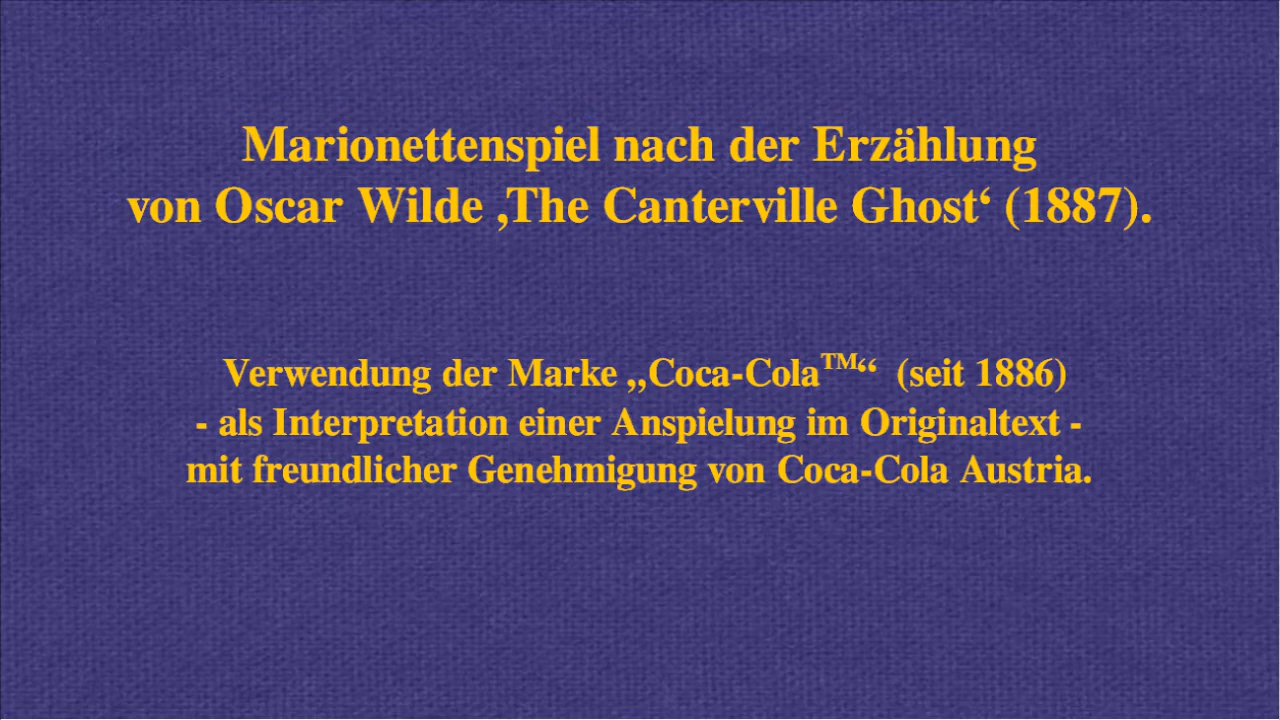 Marionettenspiel nach der Erzählung
von Oscar Wilde ‚The Canterville Ghost‘ (1887).
Verwendung der Marke „Coca-Cola™“ (seit 1886)
- als Interpretation einer Anspielung im Originaltext -
mit freundlicher Genehmigung von Coca-Cola Austria.